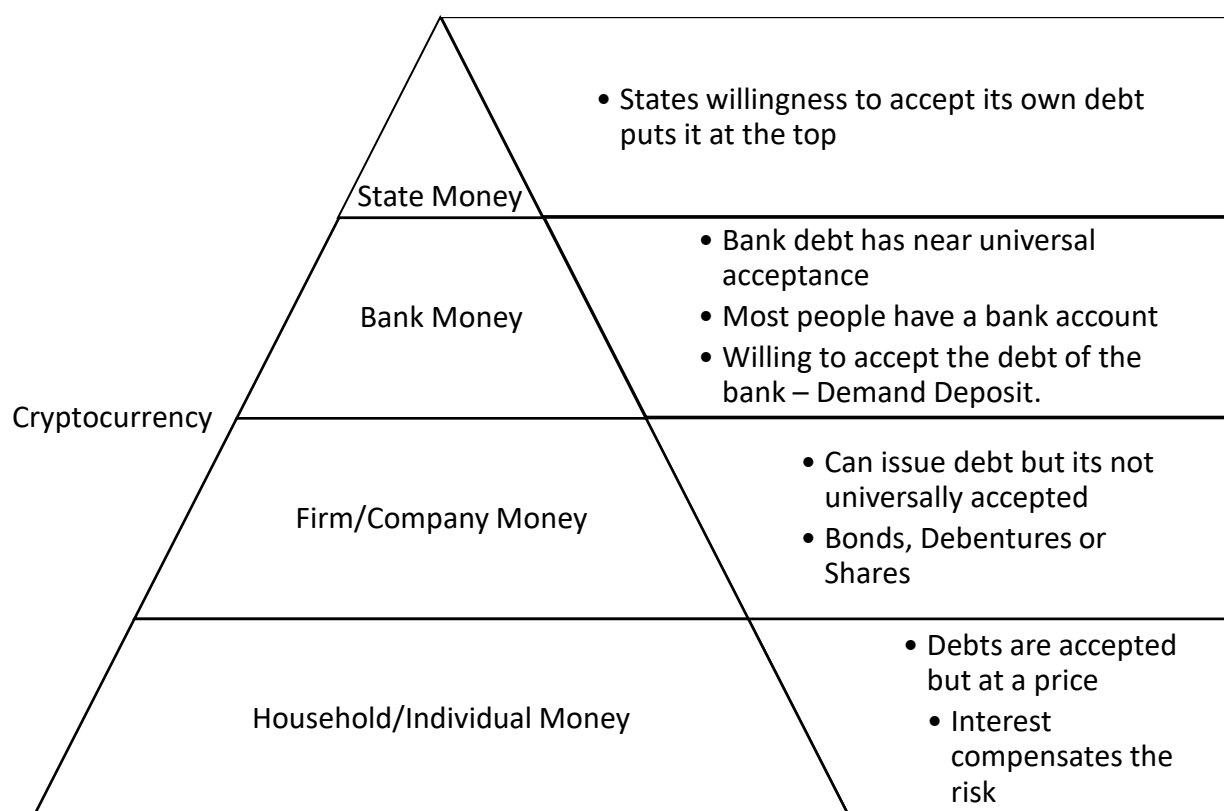 • States willingness to accept its own debt
puts it at the top
State Money
• Bank debt has near universal
acceptance
• Most people have a bank account
• Willing to accept the debt of the
bank – Demand Deposit.
Bank Money
Cryptocurrency
• Can issue debt but its not
universally accepted
• Bonds, Debentures or
Shares
Firm/Company Money
• Debts are accepted
but at a price
• Interest
compensates the
risk
Household/Individual Money